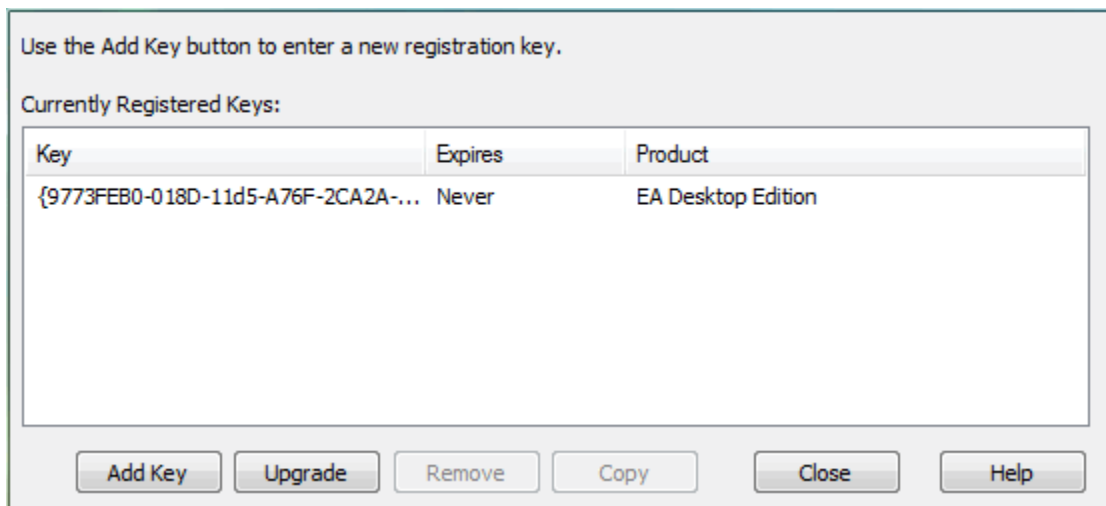 Use the Add Key button to enter a new registration key.
Currently Registered Keys:
Key Expires Product
{9773FEB0-018D-11d5-A76F-2CA2A-... Never EA Desktop Edition
Add Key Upgrade Remove Copy Close Help